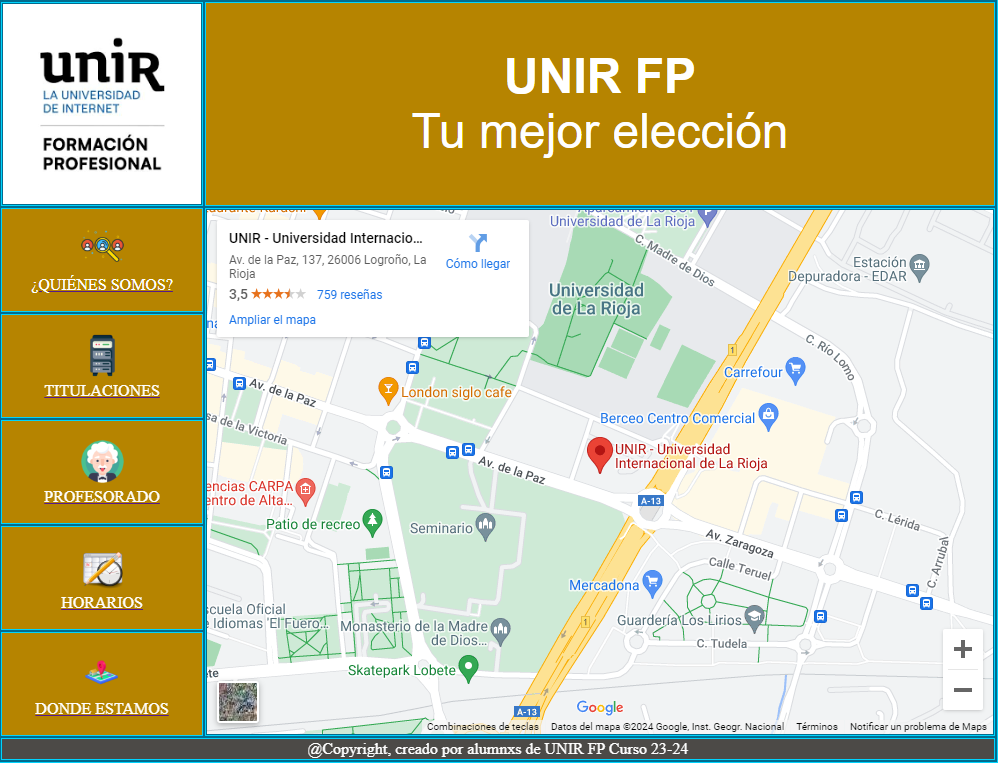 unir
LA UNIVERSIDAD
DE INTERNET
FORMACIÓN
PROFESIONAL
UNIR FP
Tu mejor elección
¿QUIÉNES SOMOS?
TITULACIONES
PROFESORADO
HORARIOS
DONDE ESTAMOS
UNIR - Universidad Internacio...
Av. de la Paz, 137, 26006 Logroño, La
Rioja
3,5
759 reseñas
Ampliar el mapa
Cómo llegar
Universidad de La Rioja
P
C. Madre de Dios
Estación
Depuradora - EDAR
Universidad
de La Rioja
1
C. Río Lomo
Carrefour
Av. de la Paz
London siglo cafe
Berceo Centro Comercial
sa de la Victoria
UNIR - Universidad
Internacional de La Rioja
Av. de la Paz
encias CARPA
entro de Alta...
A-13
Patio de recreo
Seminario
C. Lérida
Av. Zaragoza
C. Arrubal
Calle Teruel
Mercadona
scuela Oficial
e Idiomas 'El Fuero...
Guardería Los Lirios
1
Monasterio de la Madre
de Dios...
C. Tudela
Skatepark Lobete
ete
+
−
A-13
Google
Combinaciones de teclas
Datos del mapa ©2024 Google, Inst. Geogr. Nacional
Términos
Notificar un problema de Maps
@Copyright, creado por alumnxs de UNIR FP Curso 23-24